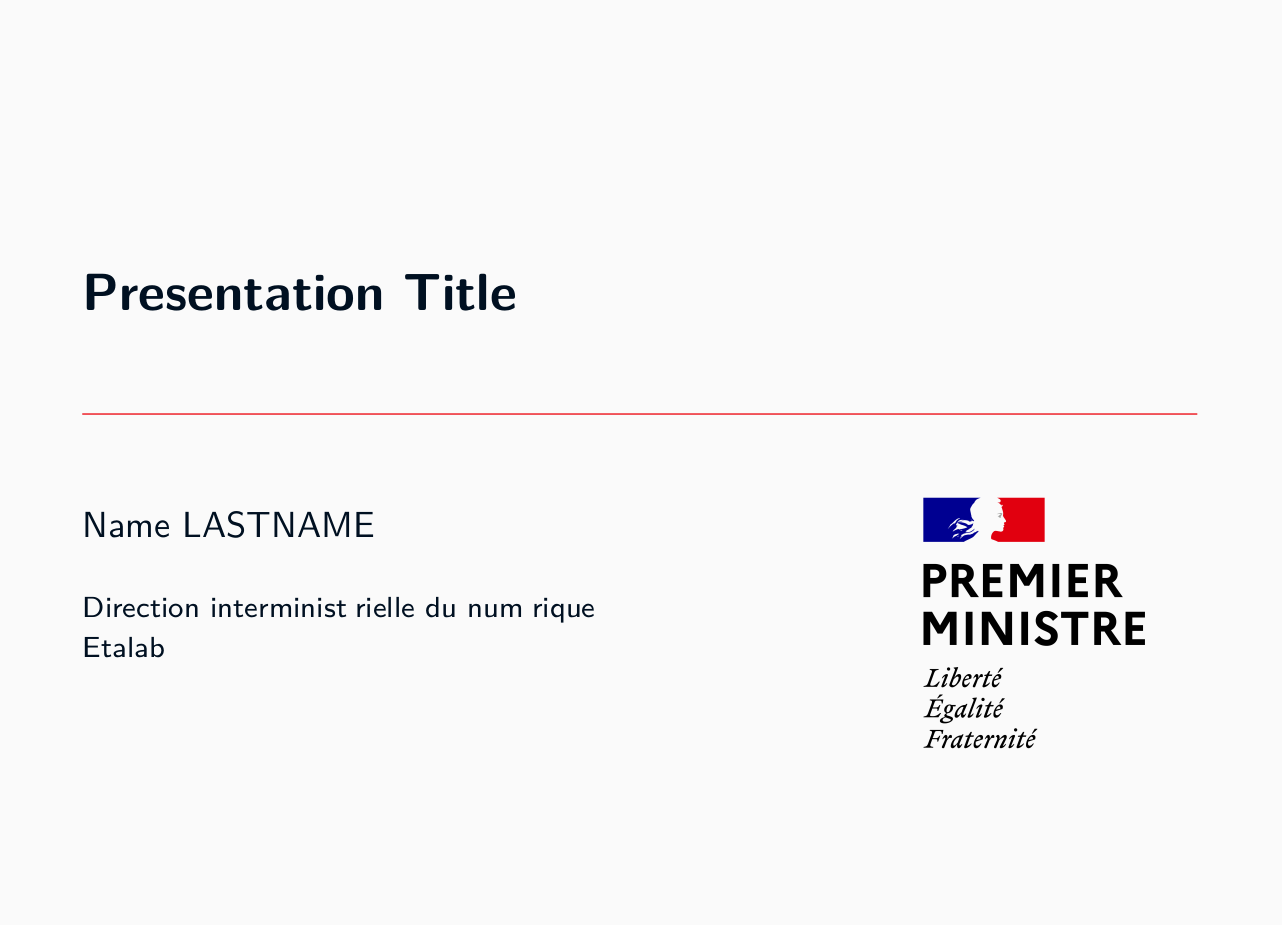 Presentation Title
Name LASTNAME
Direction interminist rielle du num rique
Etalab
PREMIER
MINISTRE
Liberté
Égalité
Fraternité